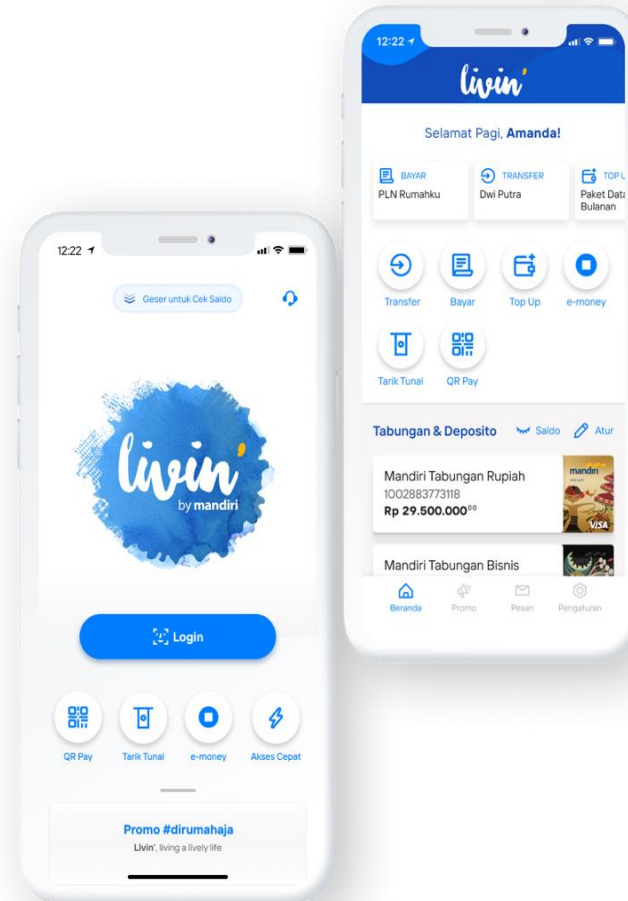 12:22
Geser untuk Cek Saldo
livin'
by mandiri
Login
QR Pay
Tarik Tunai
e-money
Akses Cepat
Promo #dirumahaja
Livin', living a lively life
12:22
livin'
Selamat Pagi, Amanda!
BAYAR
PLN Rumahku
TRANSFER
Dwi Putra
TOP U
Paket Data
Bulanan
Transfer
Bayar
Top Up
e-money
Tarik Tunai
QR Pay
Tabungan & Deposito
Saldo
Atur
Mandiri Tabungan Rupiah
1002883773118
Rp 29.500.000⁰⁰
mandiri
VISA
Mandiri Tabungan Bisnis
Beranda
Promo
Pesan
Pengaturan